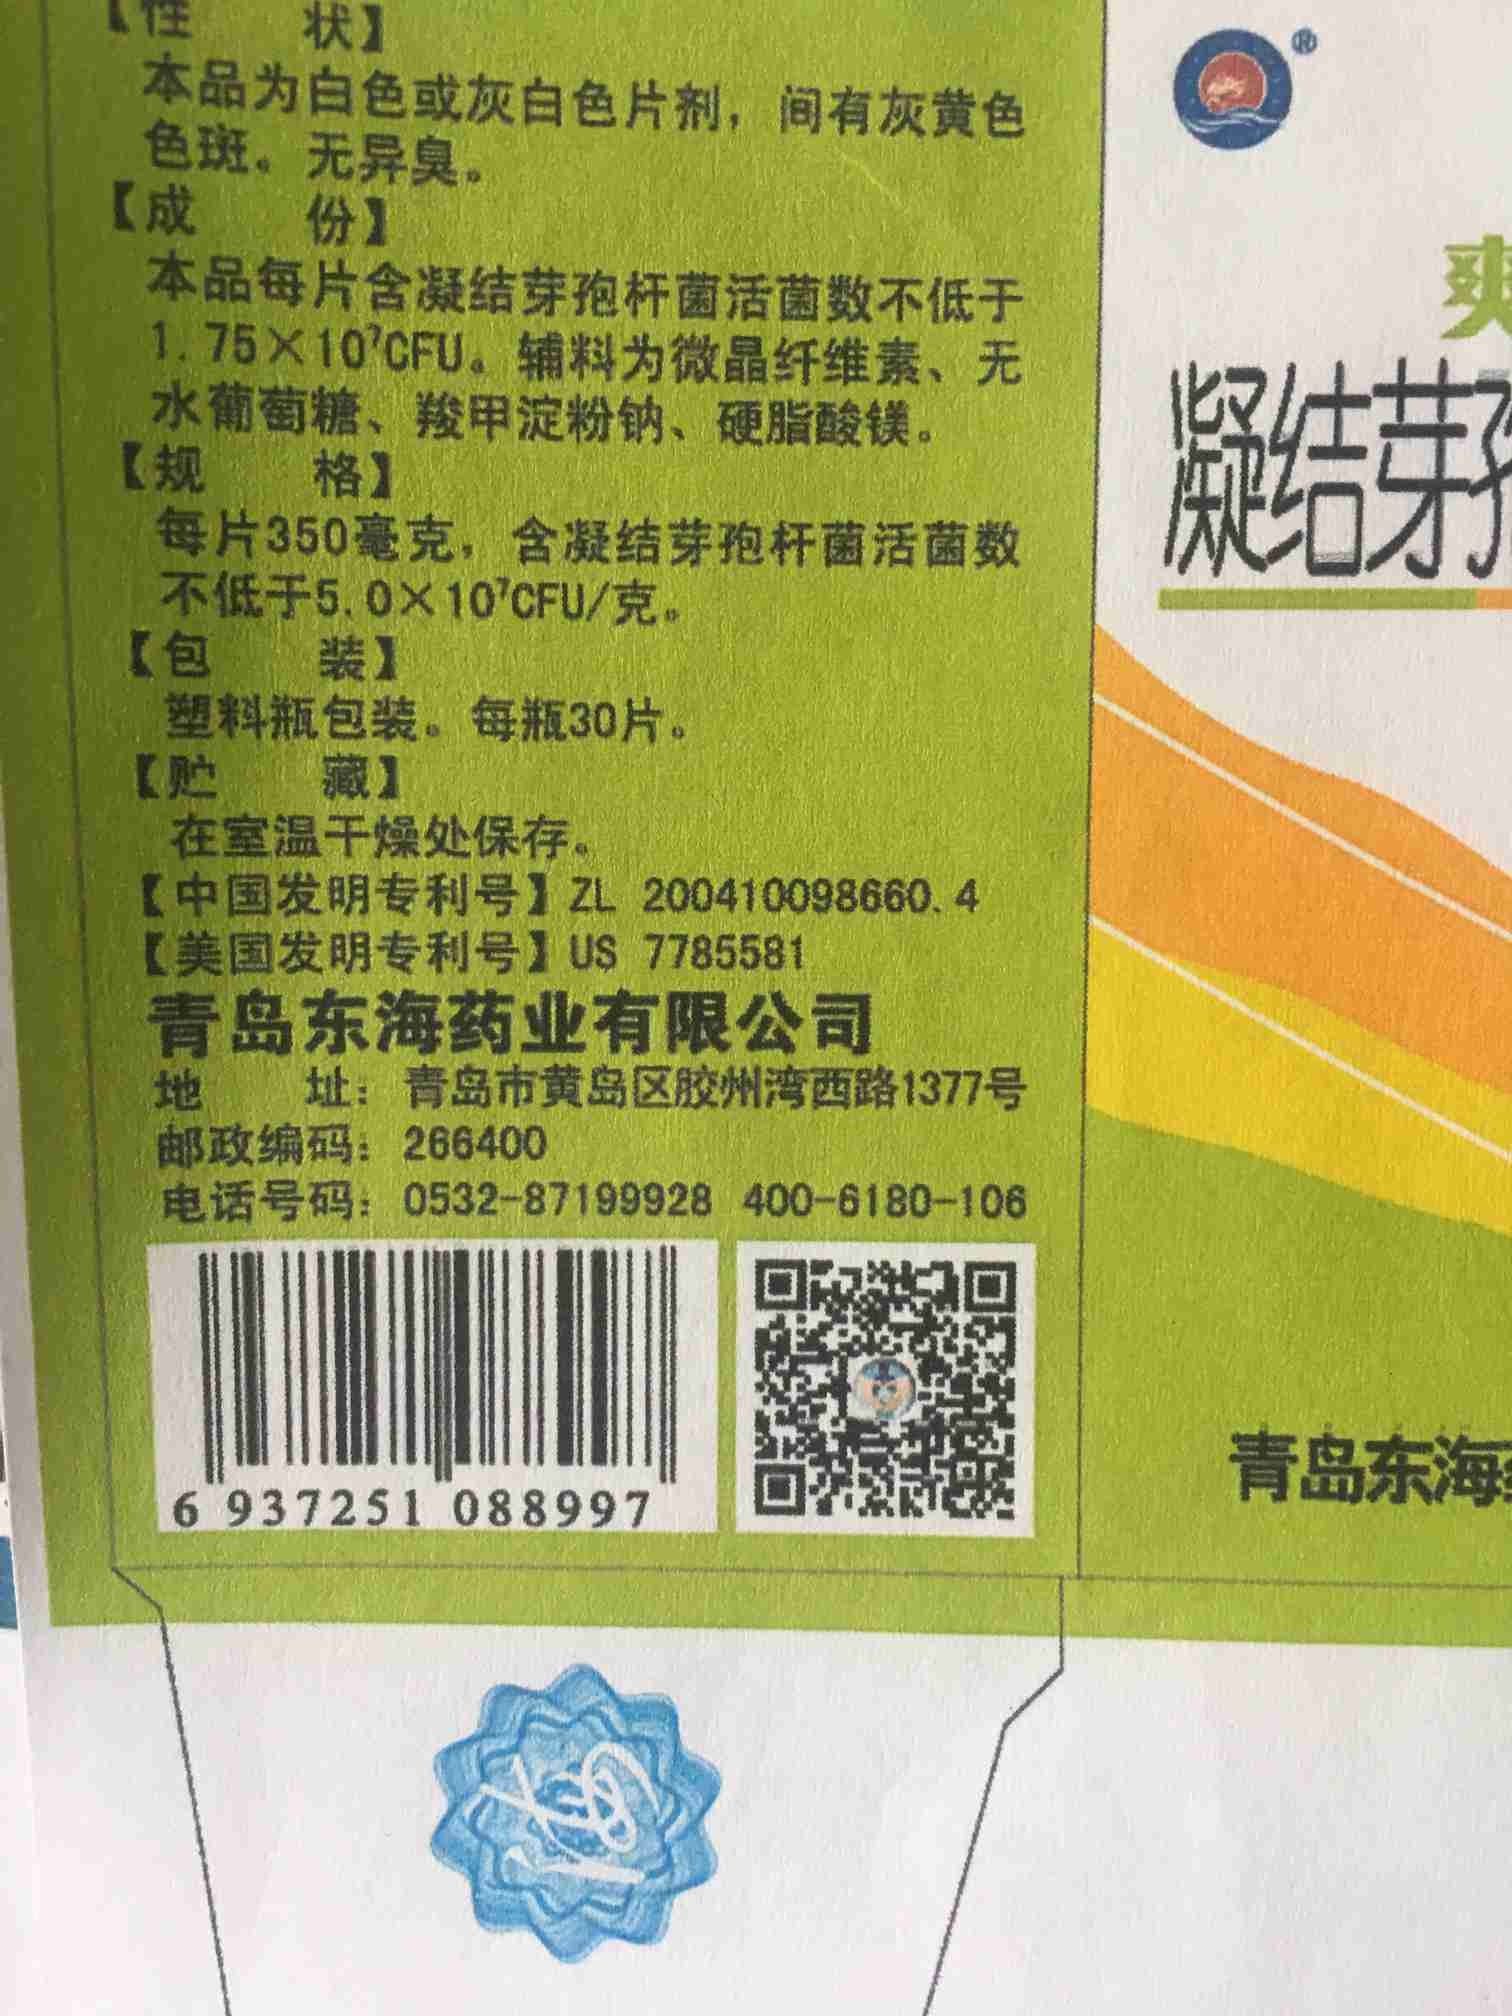 【性　　状】
本品为白色或灰白色片剂，间有灰黄色
色斑。无异臭。
【成　　份】
本品每片含凝结芽孢杆菌活菌数不低于
1.75×10⁷CFU。辅料为微晶纤维素、无
水葡萄糖、羧甲淀粉钠、硬脂酸镁。
【规　　格】
每片350毫克，含凝结芽孢杆菌活菌数
不低于5.0×10⁷CFU/克。
【包　　装】
塑料瓶包装。每瓶30片。
【贮　　藏】
在室温干燥处保存。
【中国发明专利号】ZL 200410098660.4
【美国发明专利号】US 7785581
青岛东海药业有限公司
地　　址：青岛市黄岛区胶州湾西路1377号
邮政编码：266400
电话号码：0532-87199928 400-6180-106
6 937251 088997
®
爽
凝结芽孢
青岛东海